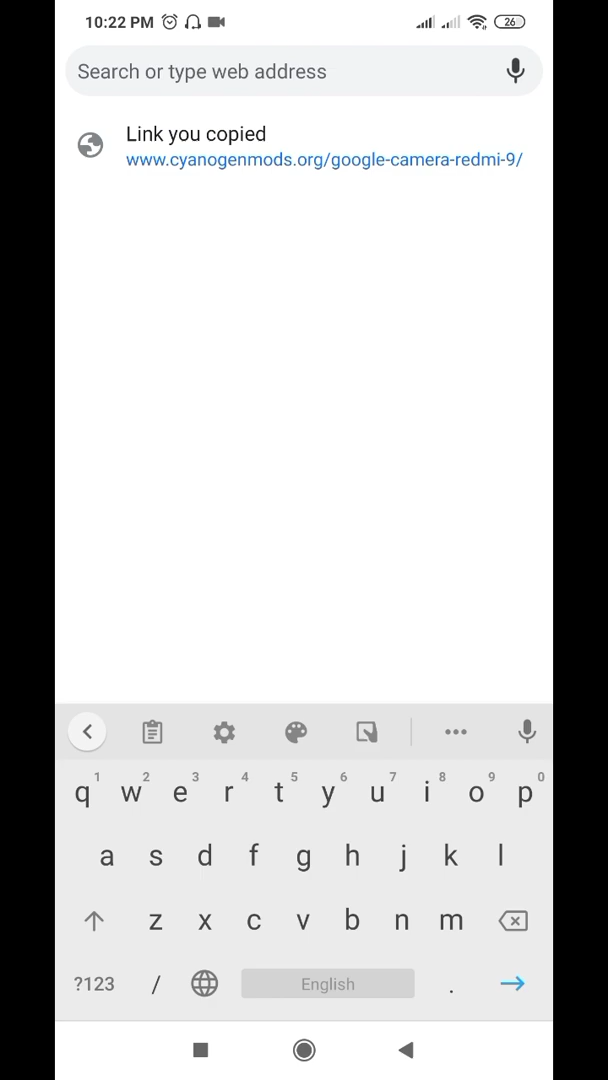 10:22 PM 26
Search or type web address
Link you copied
www.cyanogenmods.org/google-camera-redmi-9/
1 2 3 4 5 6 7 8 9 0
q w e r t y u i o p
a s d f g h j k l
z x c v b n m
?123 / English .